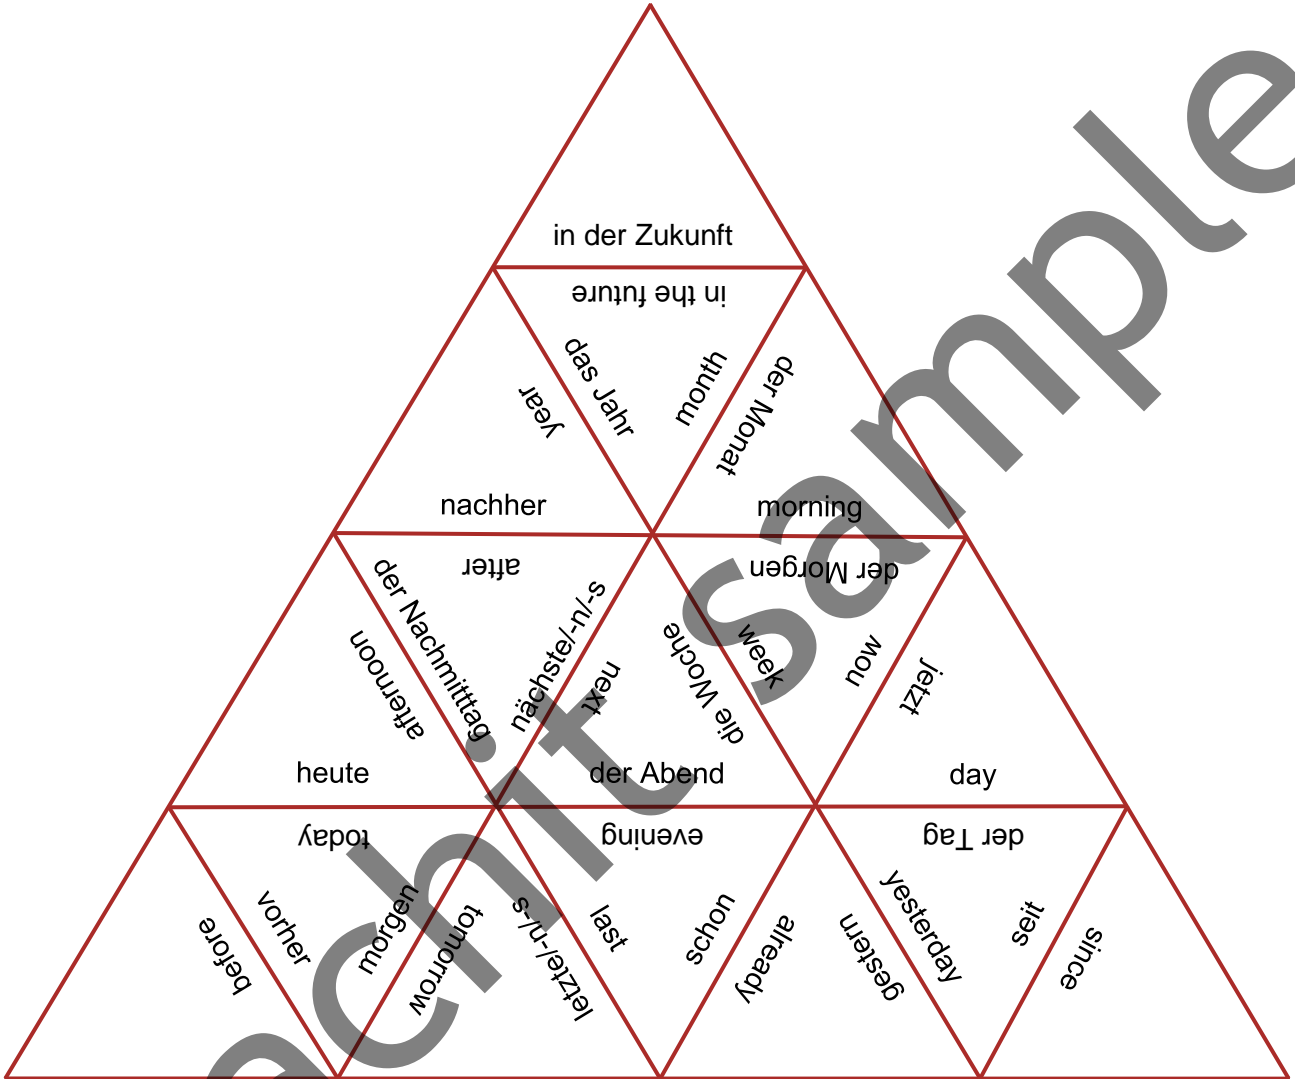 in der Zukunft
in the future
das Jahr
month
year
der Monat
nachher
morning
after
der Morgen
der Nachmitttag
nächste/-n/-s
afternoon
next
die Woche
week
now
jetzt
heute
der Abend
day
today
evening
der Tag
vorher
morgen
before
tomorrow
letzte/-n/-s
last
schon
already
gestern
yesterday
seit
since
achit sample